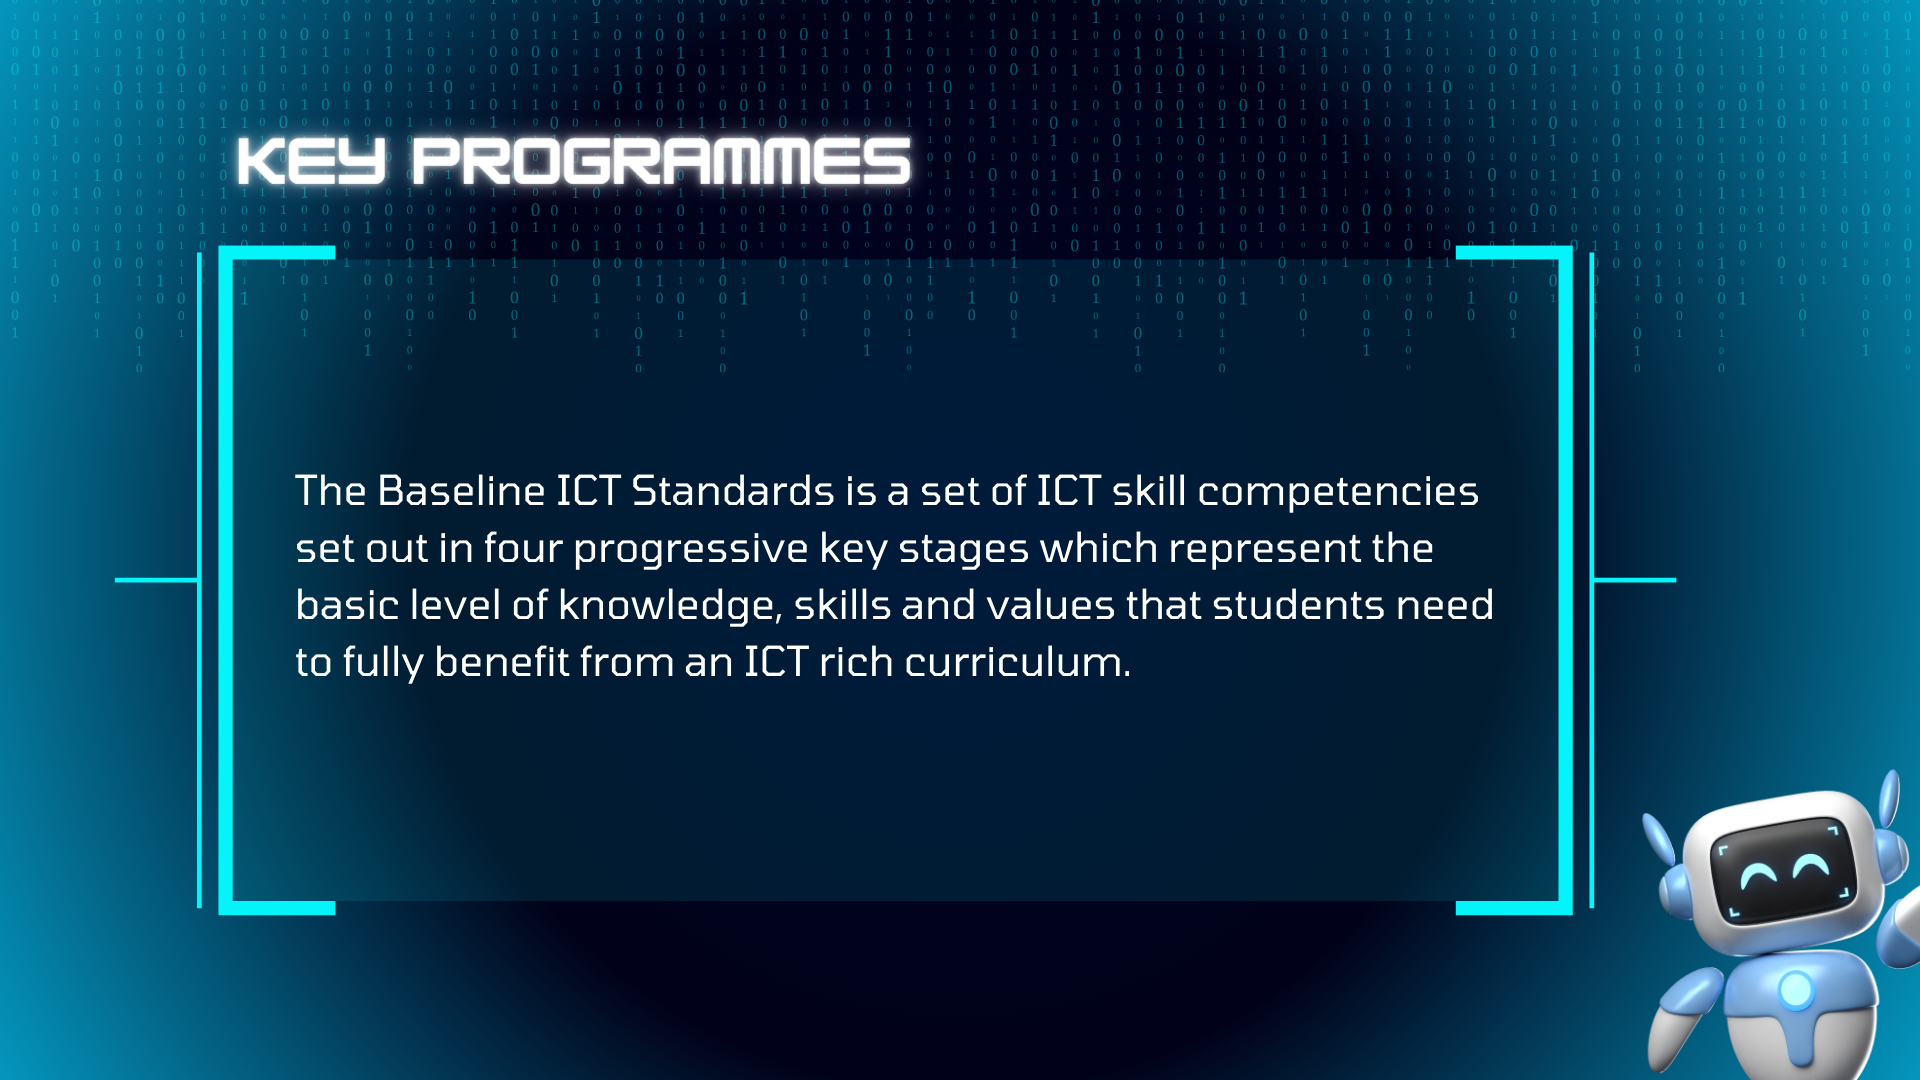 KEY PROGRAMMES
The Baseline ICT Standards is a set of ICT skill competencies
set out in four progressive key stages which represent the
basic level of knowledge, skills and values that students need
to fully benefit from an ICT rich curriculum.